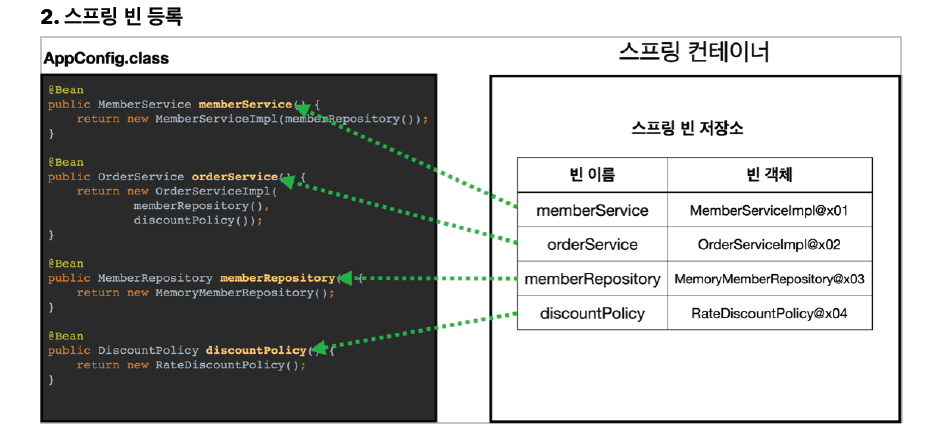 2. 스프링 빈 등록
AppConfig.class
@Bean
public MemberService memberService() {
    return new MemberServiceImpl(memberRepository());
}
@Bean
public OrderService orderService() {
    return new OrderServiceImpl(
            memberRepository(),
            discountPolicy());
}
@Bean
public MemberRepository memberRepository() {
    return new MemoryMemberRepository();
}
@Bean
public DiscountPolicy discountPolicy() {
    return new RateDiscountPolicy();
}
스프링 컨테이너
스프링 빈 저장소
빈 이름 빈 객체
memberService MemberServiceImpl@x01
orderService OrderServiceImpl@x02
memberRepository MemoryMemberRepository@x03
discountPolicy RateDiscountPolicy@x04